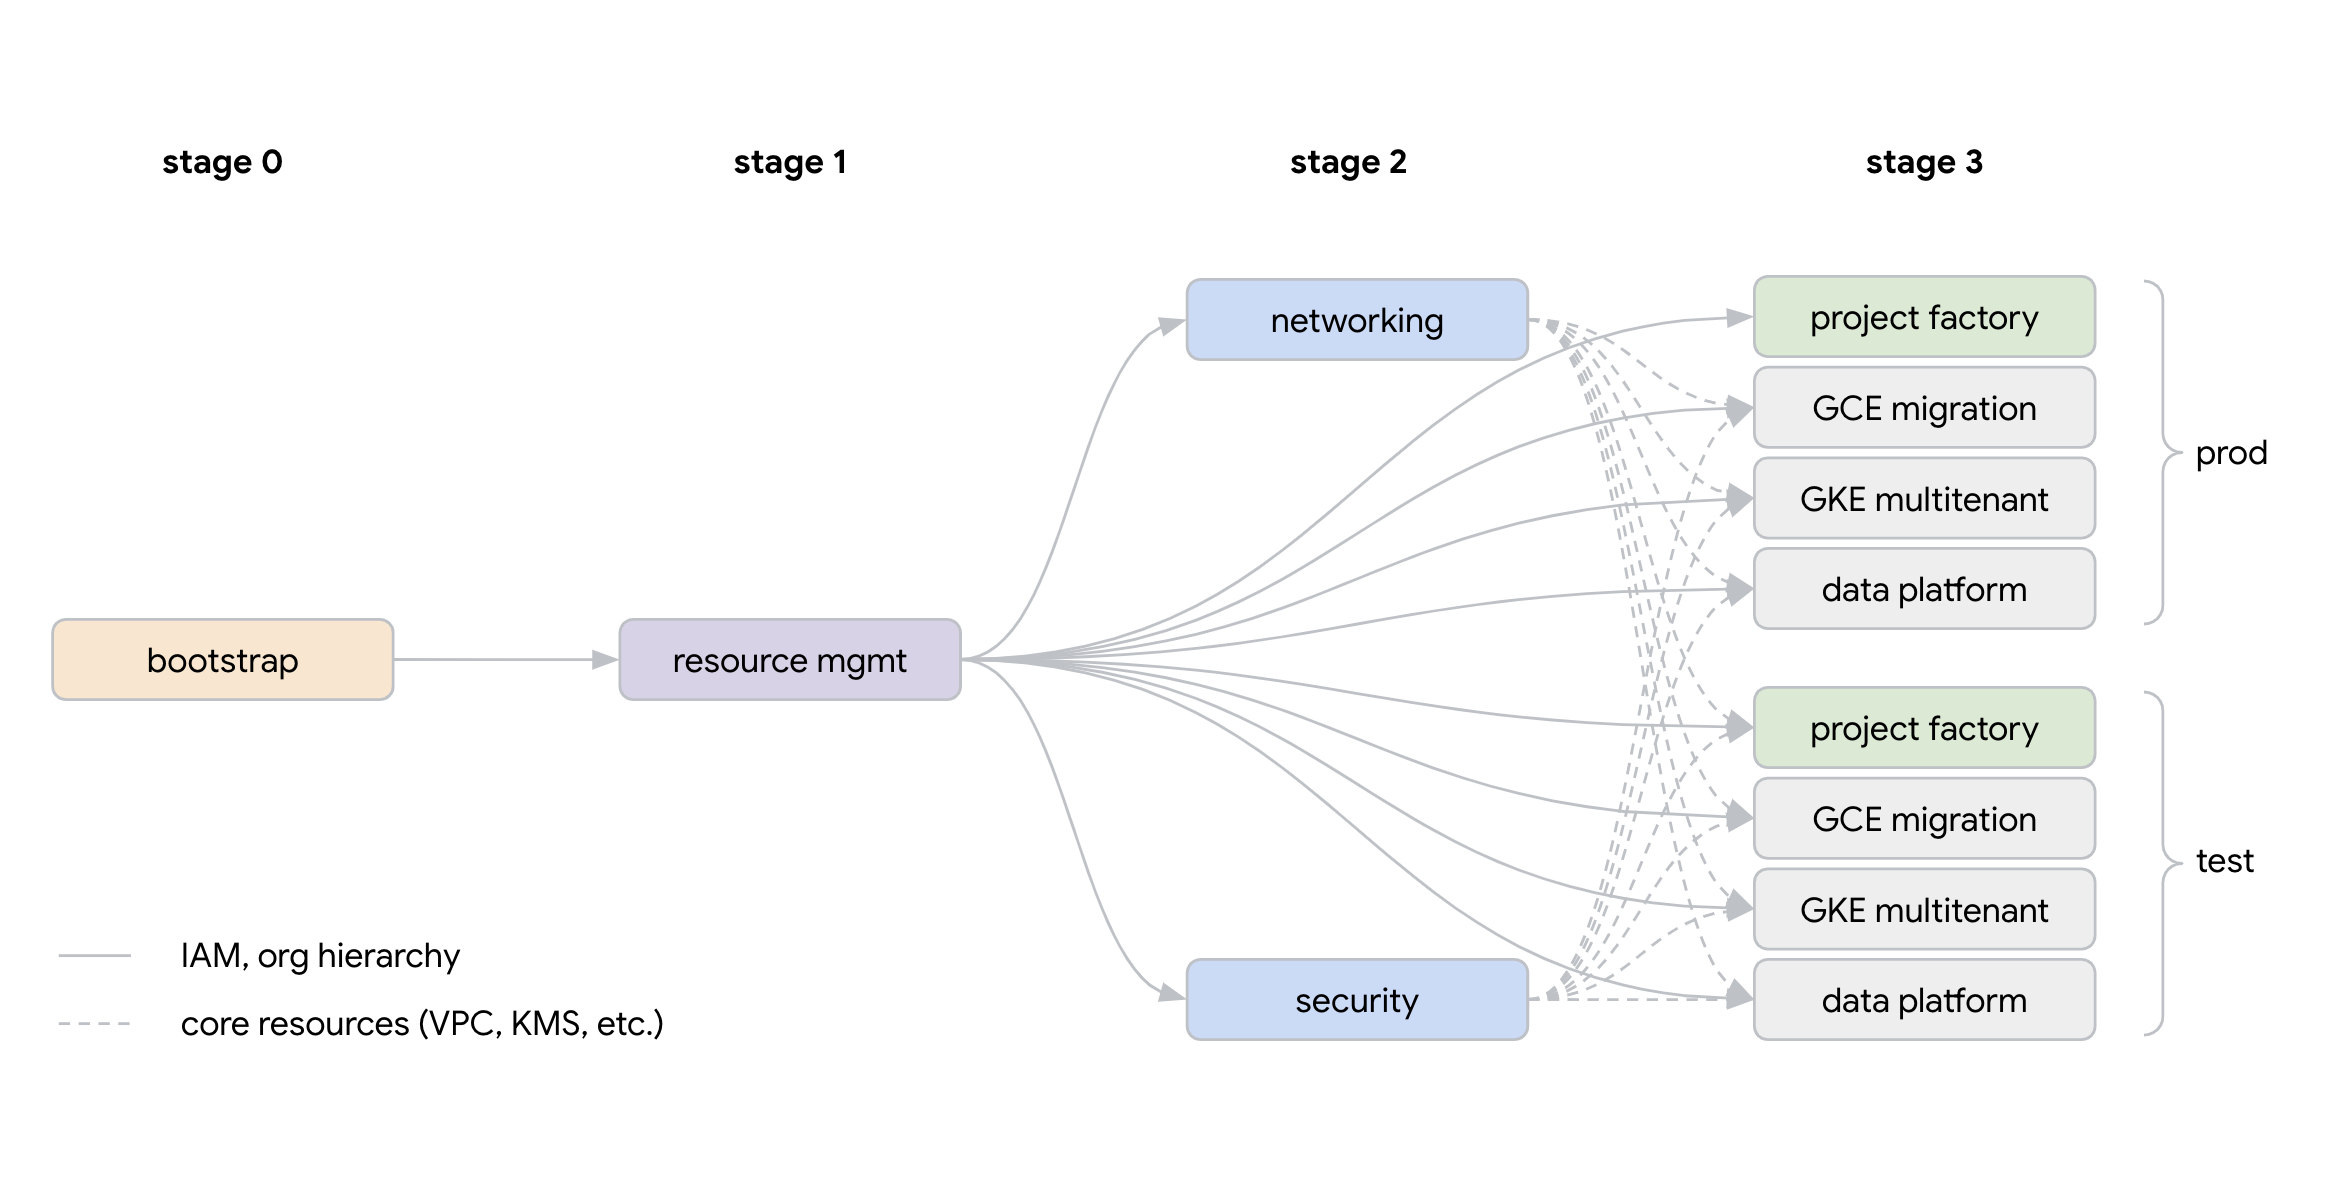 stage 0
stage 1
stage 2
stage 3
networking
project factory
GCE migration
GKE multitenant
data platform
prod
bootstrap
resource mgmt
project factory
GCE migration
GKE multitenant
data platform
test
security
IAM, org hierarchy
core resources (VPC, KMS, etc.)